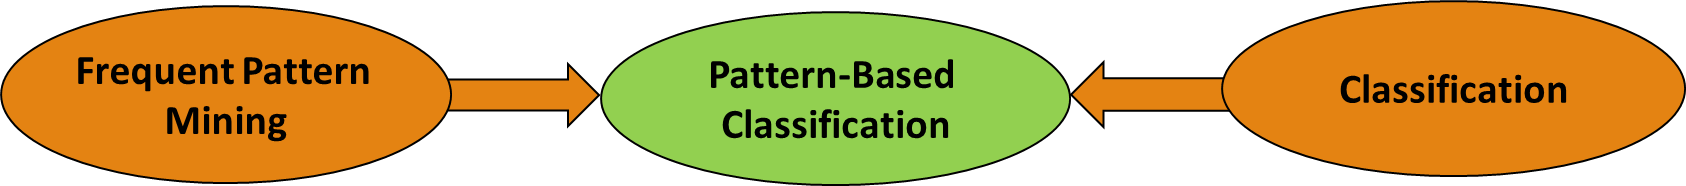 Frequent Pattern
Mining
Pattern-Based
Classification
Classification